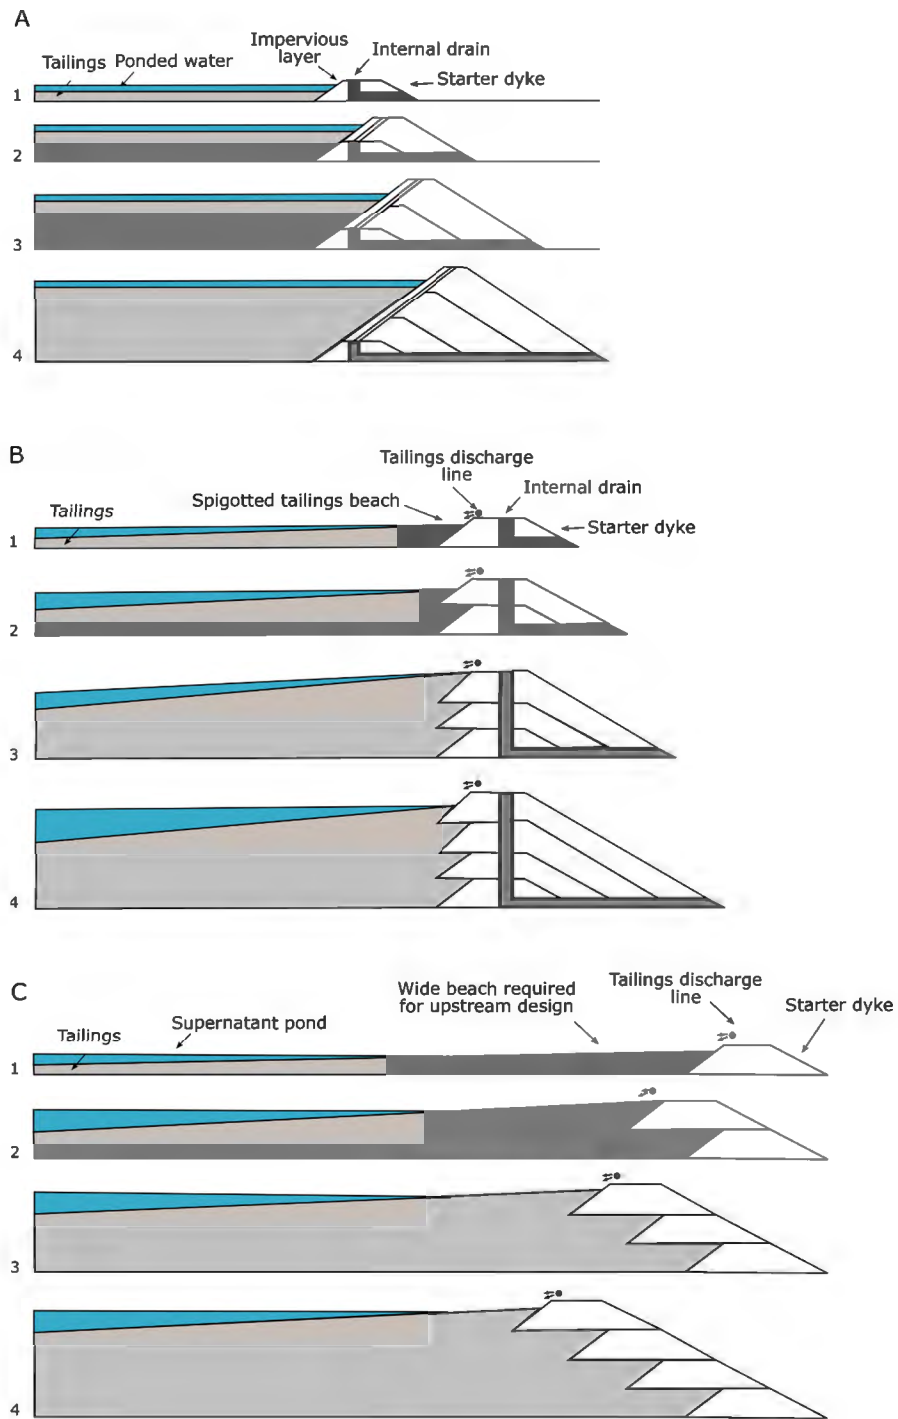 A
Impervious
layer
Internal drain
Tailings
Ponded water
Starter dyke
1
2
3
4
B
Tailings discharge
line
Internal drain
Spigotted tailings beach
Tailings
Starter dyke
1
2
3
4
C
Wide beach required
for upstream design
Tailings discharge
line
Starter dyke
Supernatant pond
Tailings
1
2
3
4